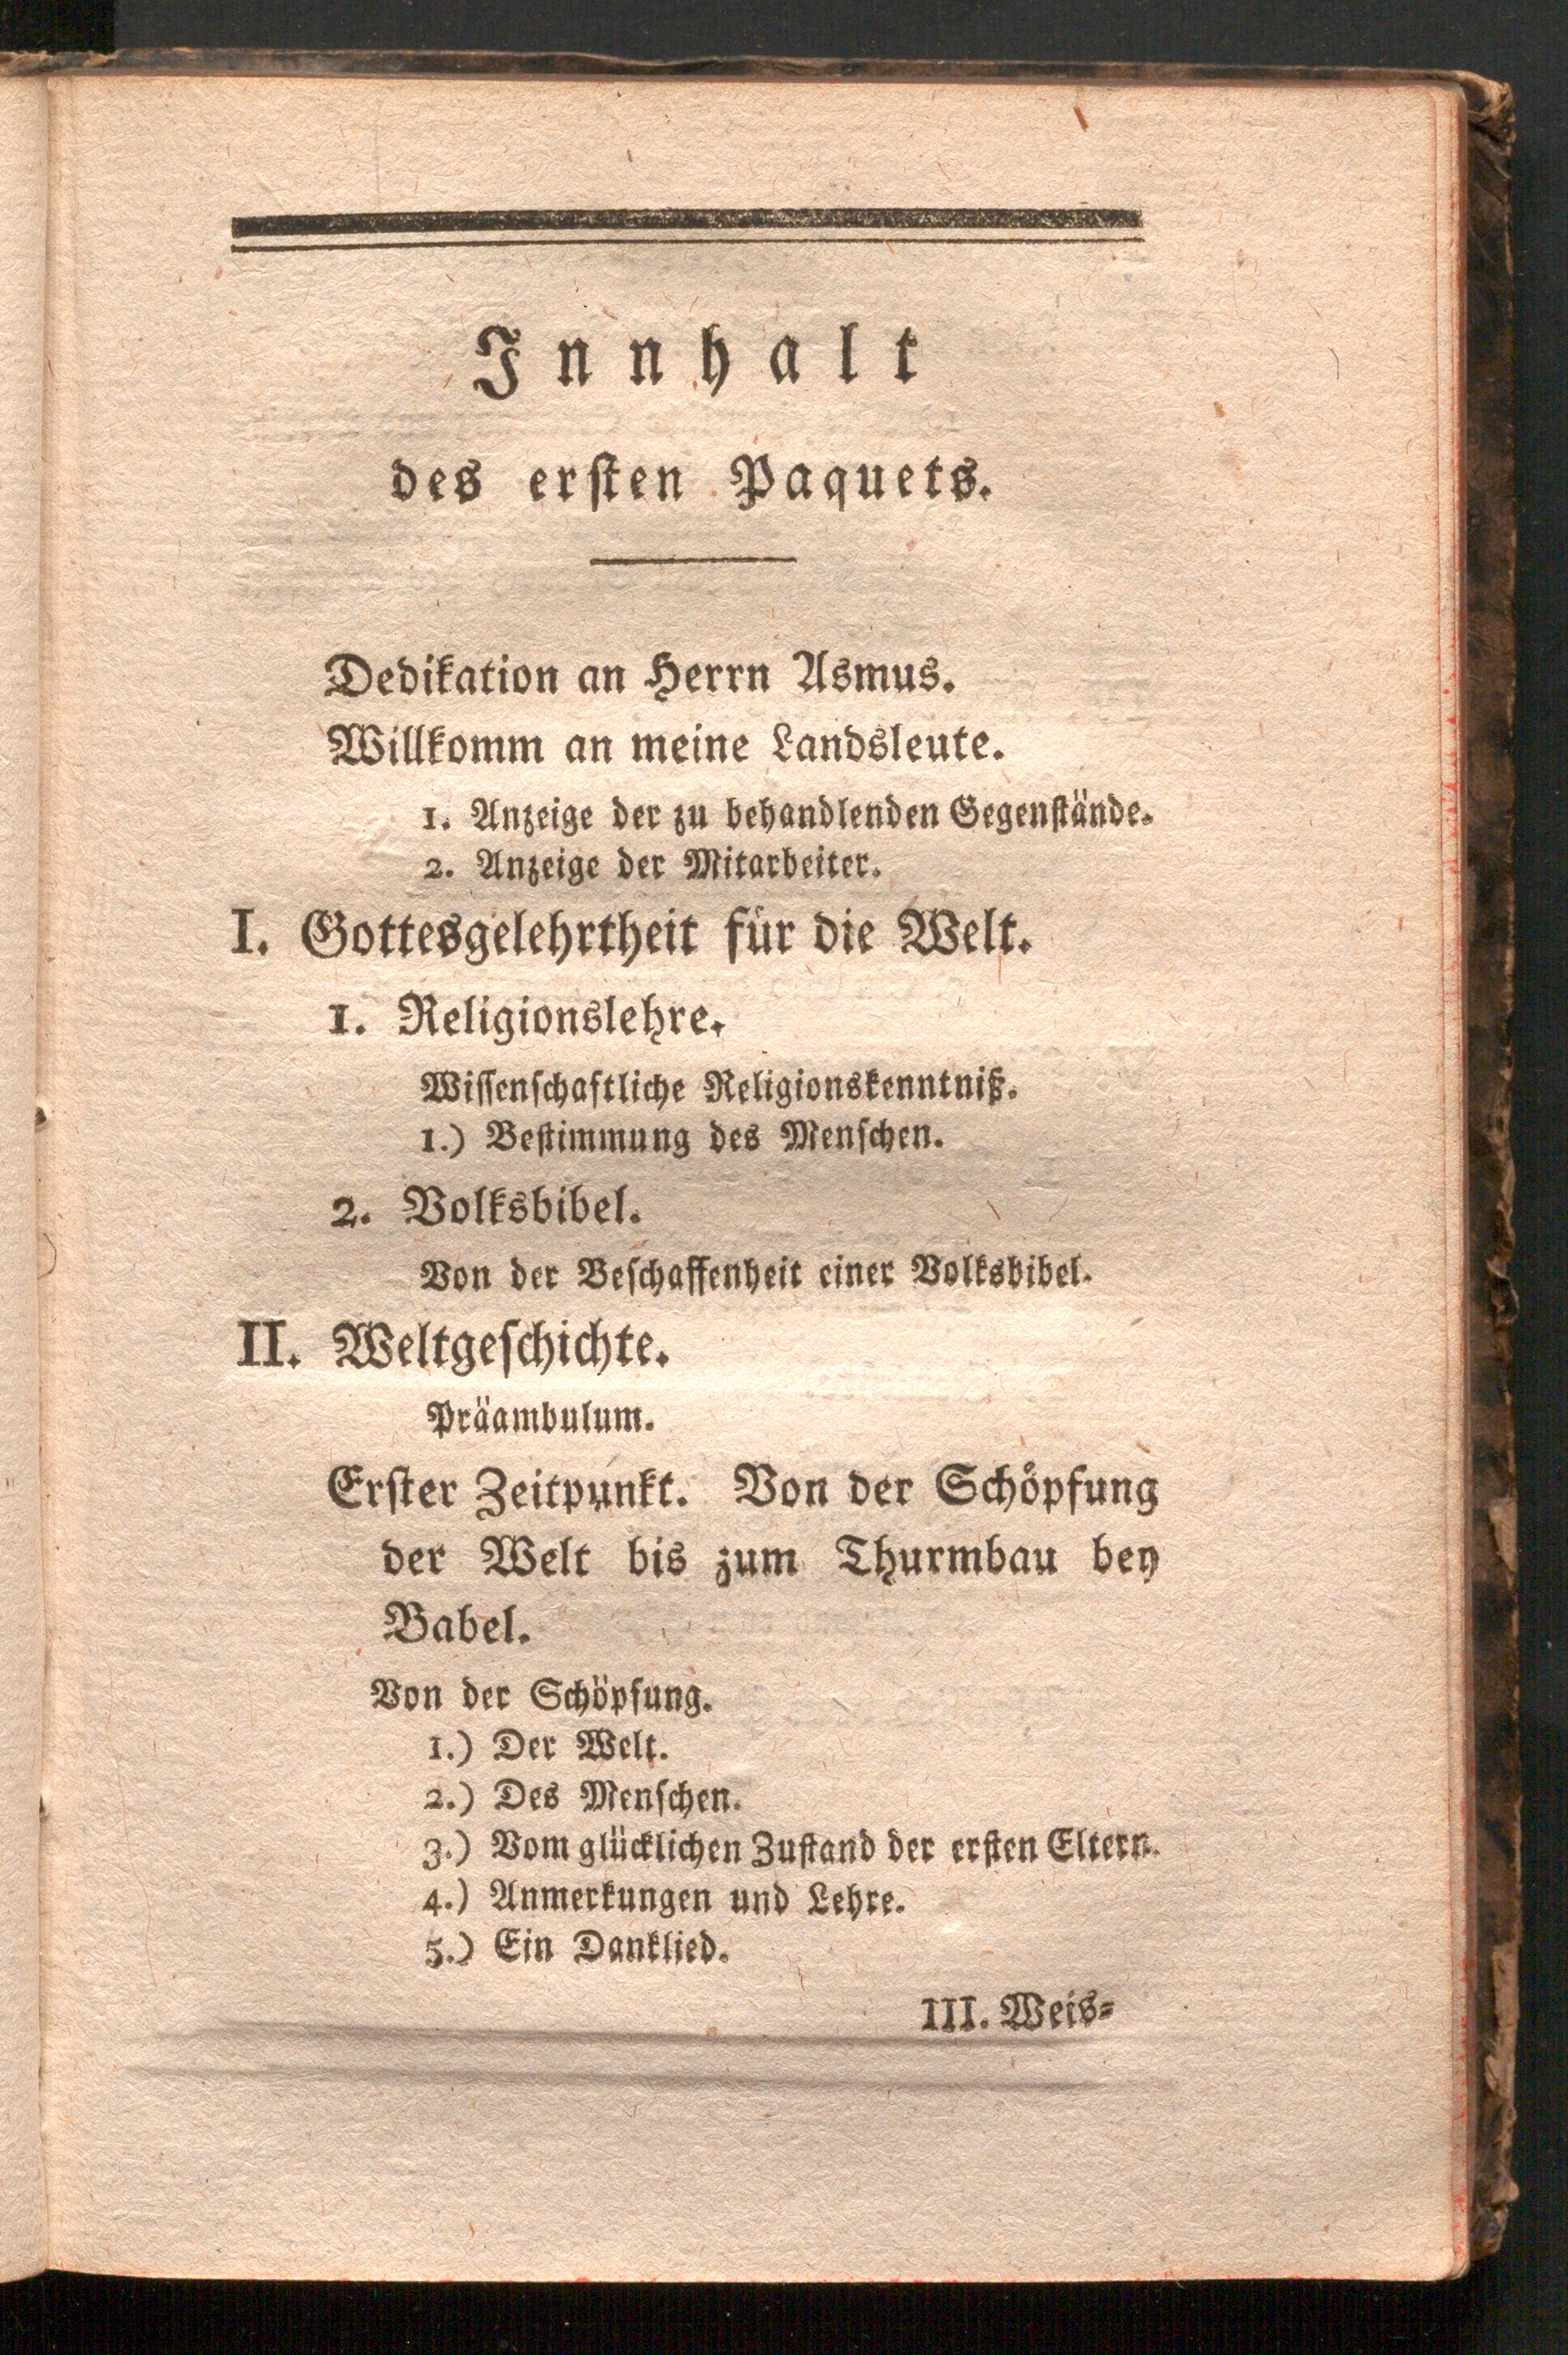 Innhalt
des ersten Paquets.
Dedikation an Herrn Asmus.
Willkomm an meine Landsleute.
1. Anzeige der zu behandlenden Gegenstände.
2. Anzeige der Mitarbeiter.
I. Gottesgelehrtheit für die Welt.
1. Religionslehre.
Wissenschaftliche Religionskenntniß.
1.) Bestimmung des Menschen.
2. Volksbibel.
Von der Beschaffenheit einer Volksbibel.
II. Weltgeschichte.
Präambulum.
Erster Zeitpunkt. Von der Schöpfung
der Welt bis zum Thurmbau bey
Babel.
Von der Schöpfung.
1.) Der Welt.
2.) Des Menschen.
3.) Vom glücklichen Zustand der ersten Eltern.
4.) Anmerkungen und Lehre.
5.) Ein Danklied.
III. Weis-